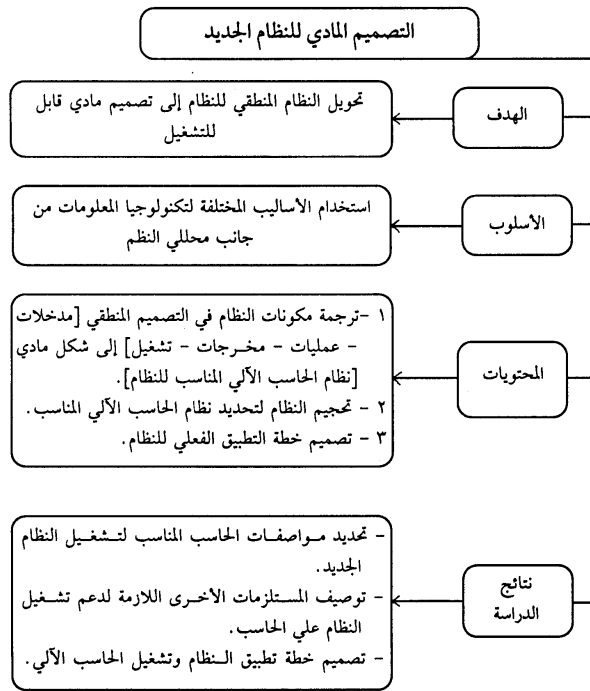 التصميم المادي للنظام الجديد
الهدف
تحويل النظام المنطقي للنظام إلى تصميم مادي قابل
للتشغيل
الأسلوب
استخدام الأساليب المختلفة لتكنولوجيا المعلومات من
جانب محللي النظم
المحتويات
١ -ترجمة مكونات النظام في التصميم المنطقي [مدخلات
- عمليات - مخرجات - تشغيل] إلى شكل مادي
[نظام الحاسب الآلي المناسب للنظام].
٢ - تحجيم النظام لتحديد نظام الحاسب الآلي المناسب.
٣ - تصميم خطة التطبيق الفعلي للنظام.
نتائج
الدراسة
- تحديد مواصفات الحاسب المناسب لتشغيل النظام
الجديد.
- توصيف المستلزمات الأخرى اللازمة لدعم تشغيل
النظام علي الحاسب.
- تصميم خطة تطبيق النظام وتشغيل الحاسب الآلي.